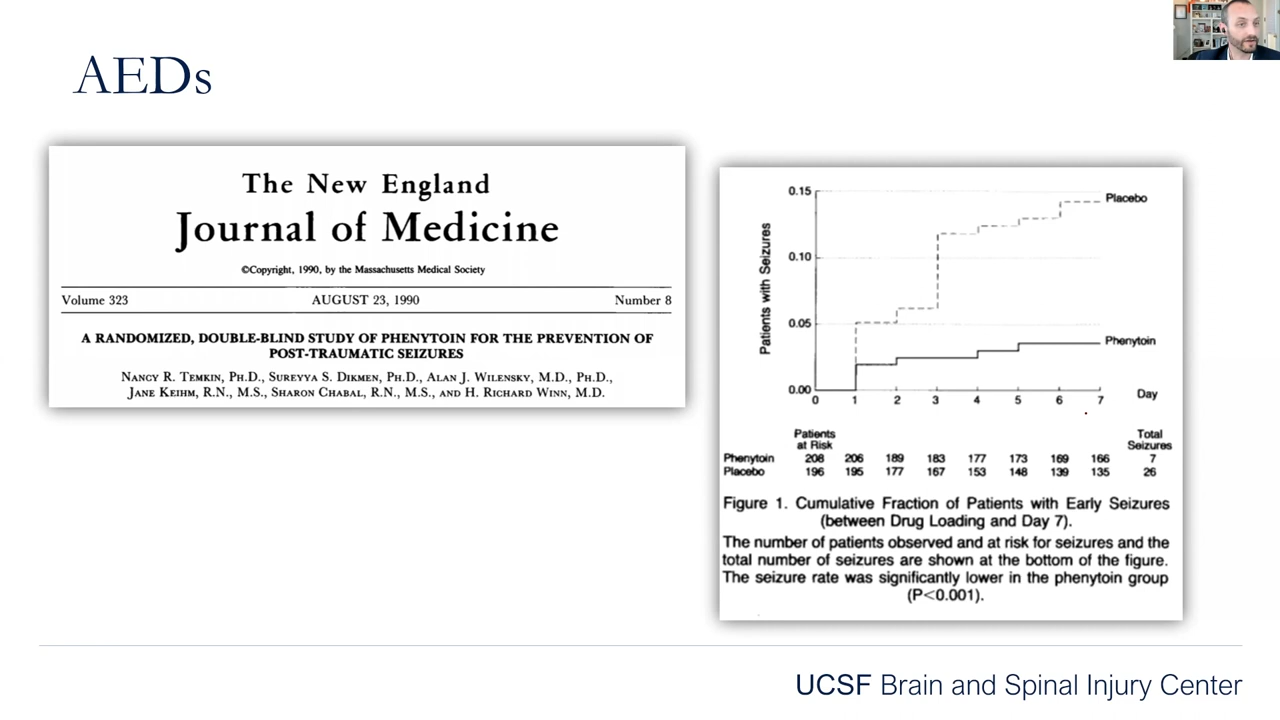 AEDs
The New England
Journal of Medicine
©Copyright, 1990, by the Massachusetts Medical Society
Volume 323 AUGUST 23, 1990 Number 8
A RANDOMIZED, DOUBLE-BLIND STUDY OF PHENYTOIN FOR THE PREVENTION OF
POST-TRAUMATIC SEIZURES
NANCY R. TEMKIN, PH.D., SUREYYA S. DIKMEN, PH.D., ALAN J. WILENSKY, M.D., PH.D.,
JANE KEIHM, R.N., M.S., SHARON CHABAL, R.N., M.S., AND H. RICHARD WINN, M.D.
Patients with Seizures
0.15
0.10
0.05
0.00
Placebo
Phenytoin
0 1 2 3 4 5 6 7 Day
Patients Total
at Risk Seizures
Phenytoin 208 206 189 183 177 173 169 166 7
Placebo 196 195 177 167 153 148 139 135 26
Figure 1. Cumulative Fraction of Patients with Early Seizures
(between Drug Loading and Day 7).
The number of patients observed and at risk for seizures and the
total number of seizures are shown at the bottom of the figure.
The seizure rate was significantly lower in the phenytoin group
(P<0.001).
UCSF Brain and Spinal Injury Center